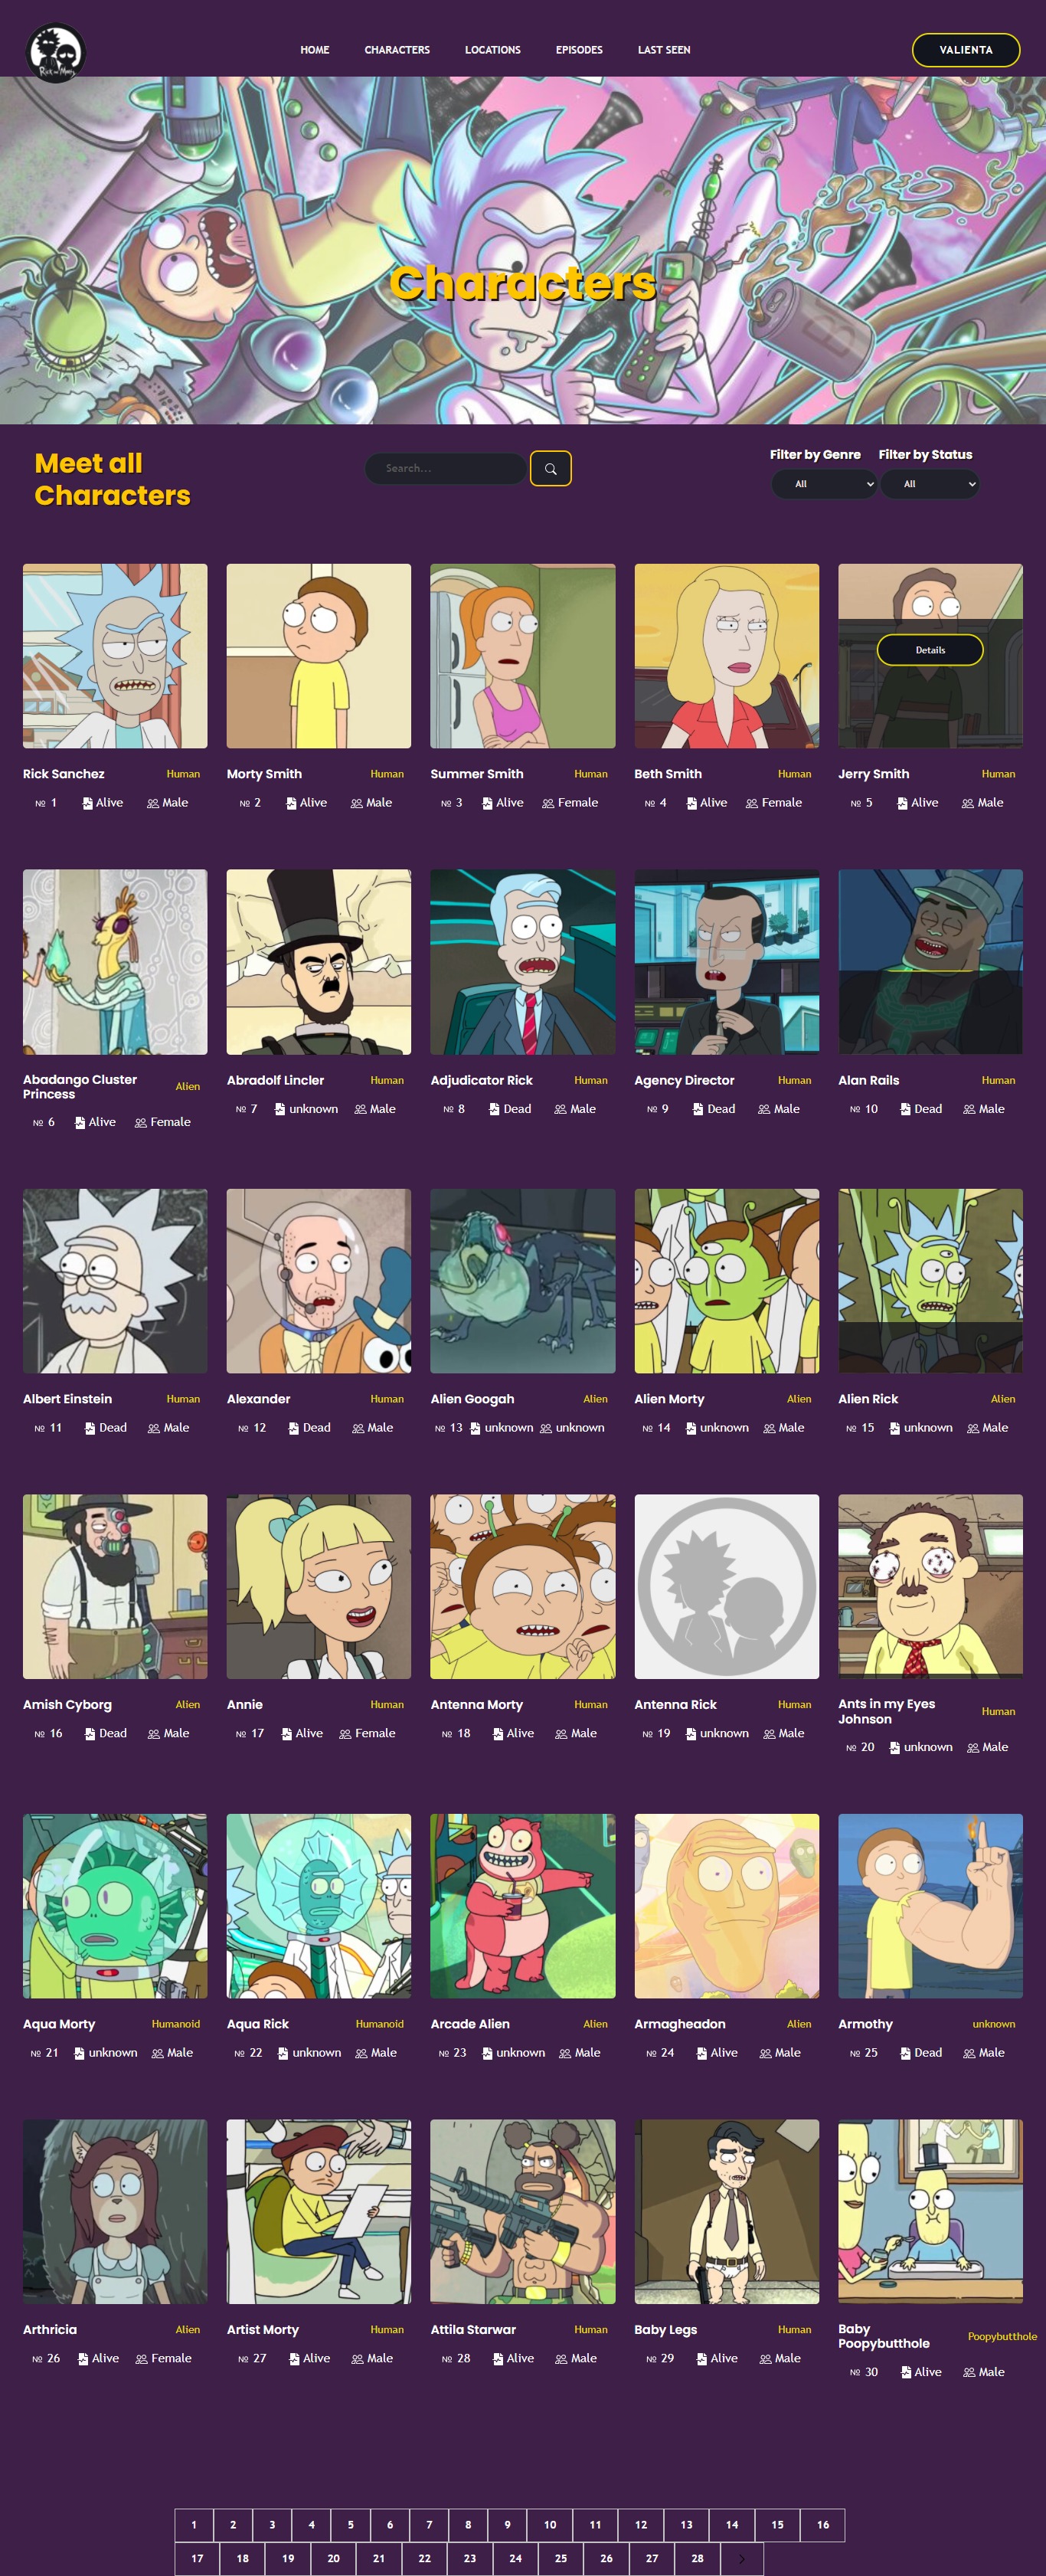 Rick and Morty
HOME CHARACTERS LOCATIONS EPISODES LAST SEEN
VALIENTA
Characters
Meet all
Characters
Search...
Filter by Genre Filter by Status
All All
Details
Rick Sanchez Human
№ 1 Alive Male
Morty Smith Human
№ 2 Alive Male
Summer Smith Human
№ 3 Alive Female
Beth Smith Human
№ 4 Alive Female
Jerry Smith Human
№ 5 Alive Male
Abadango Cluster
Princess Alien
№ 6 Alive Female
Abradolf Lincler Human
№ 7 unknown Male
Adjudicator Rick Human
№ 8 Dead Male
Agency Director Human
№ 9 Dead Male
Alan Rails Human
№ 10 Dead Male
Albert Einstein Human
№ 11 Dead Male
Alexander Human
№ 12 Dead Male
Alien Googah Alien
№ 13 unknown unknown
Alien Morty Alien
№ 14 unknown Male
Alien Rick Alien
№ 15 unknown Male
Amish Cyborg Alien
№ 16 Dead Male
Annie Human
№ 17 Alive Female
Antenna Morty Human
№ 18 Alive Male
Antenna Rick Human
№ 19 unknown Male
Ants in my Eyes
Johnson Human
№ 20 unknown Male
Aqua Morty Humanoid
№ 21 unknown Male
Aqua Rick Humanoid
№ 22 unknown Male
Arcade Alien Alien
№ 23 unknown Male
Armagheadon Alien
№ 24 Alive Male
Armothy unknown
№ 25 Dead Male
Arthricia Alien
№ 26 Alive Female
Artist Morty Human
№ 27 Alive Male
Attila Starwar Human
№ 28 Alive Male
Baby Legs Human
№ 29 Alive Male
Baby
Poopybutthole Poopybutthole
№ 30 Alive Male
1 2 3 4 5 6 7 8 9 10 11 12 13 14 15 16
17 18 19 20 21 22 23 24 25 26 27 28